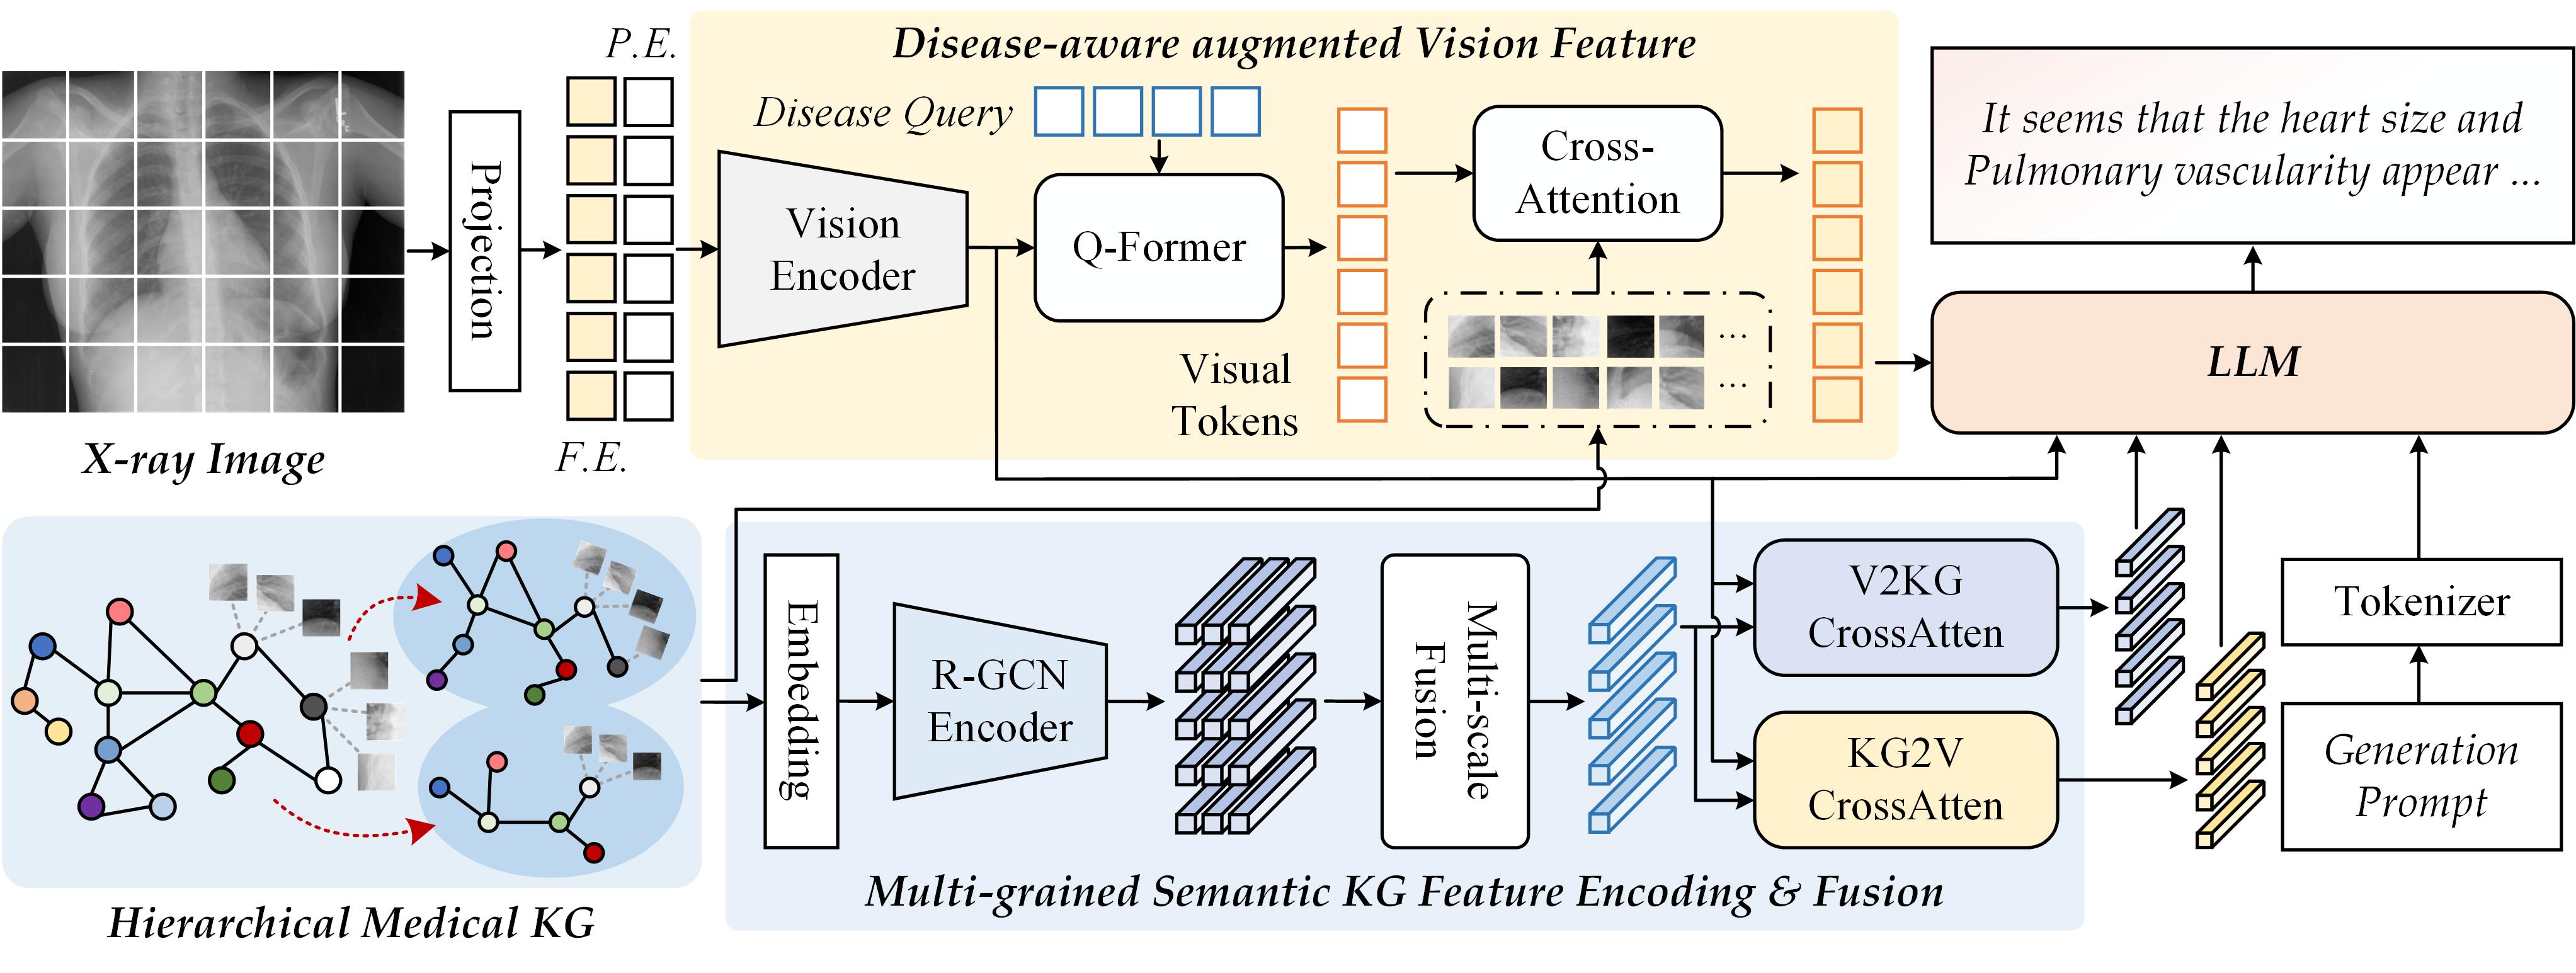 P.E.
Disease-aware augmented Vision Feature
Disease Query
Projection
Vision
Encoder
Q-Former
Cross-
Attention
It seems that the heart size and
Pulmonary vascularity appear ...
Visual
Tokens
...
...
LLM
X-ray Image
F.E.
Embedding
R-GCN
Encoder
Multi-scale
Fusion
V2KG
CrossAtten
KG2V
CrossAtten
Tokenizer
Generation
Prompt
Multi-grained Semantic KG Feature Encoding & Fusion
Hierarchical Medical KG